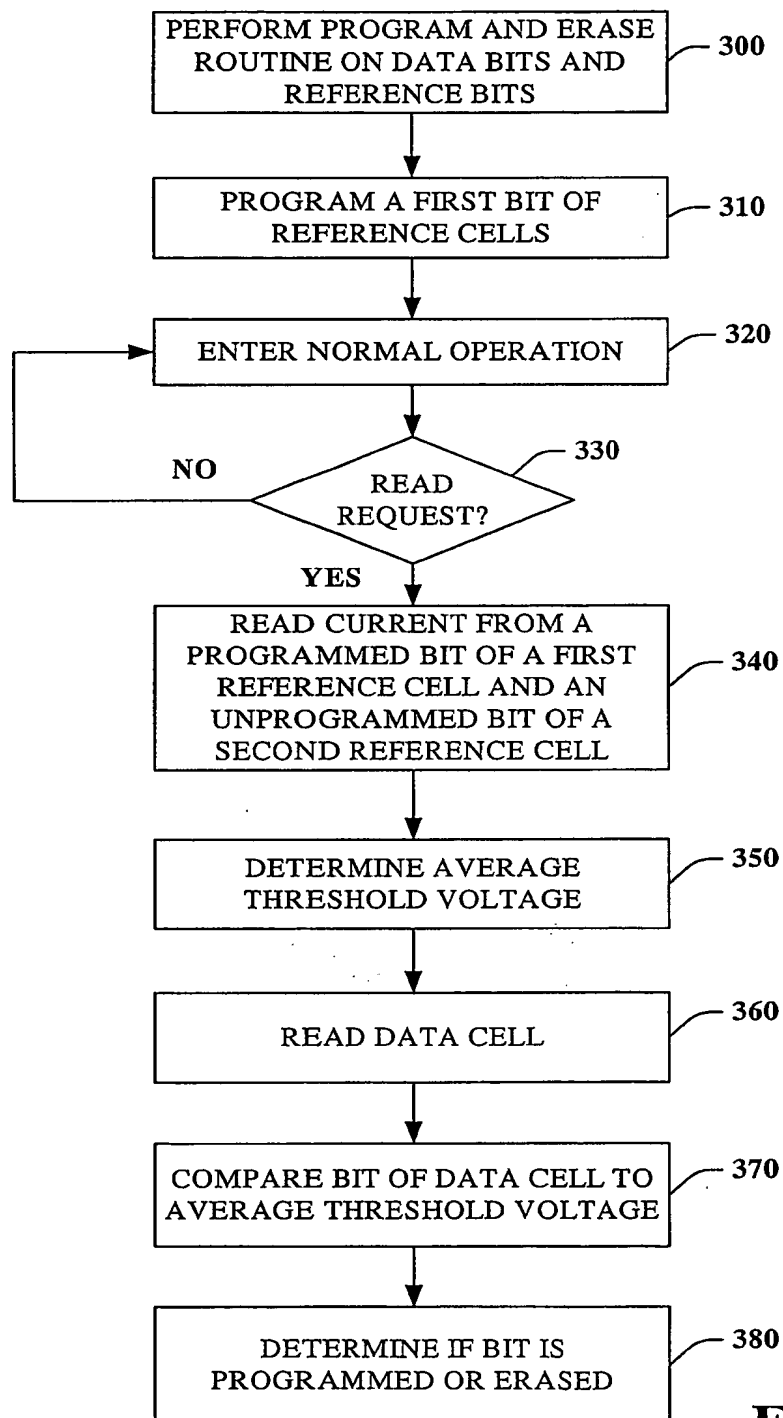 PERFORM PROGRAM AND ERASE
ROUTINE ON DATA BITS AND
REFERENCE BITS
300
PROGRAM A FIRST BIT OF
REFERENCE CELLS
310
ENTER NORMAL OPERATION
320
330
NO
READ
REQUEST?
YES
READ CURRENT FROM A
PROGRAMMED BIT OF A FIRST
REFERENCE CELL AND AN
UNPROGRAMMED BIT OF A
SECOND REFERENCE CELL
340
DETERMINE AVERAGE
THRESHOLD VOLTAGE
350
READ DATA CELL
360
COMPARE BIT OF DATA CELL TO
AVERAGE THRESHOLD VOLTAGE
370
DETERMINE IF BIT IS
PROGRAMMED OR ERASED
380